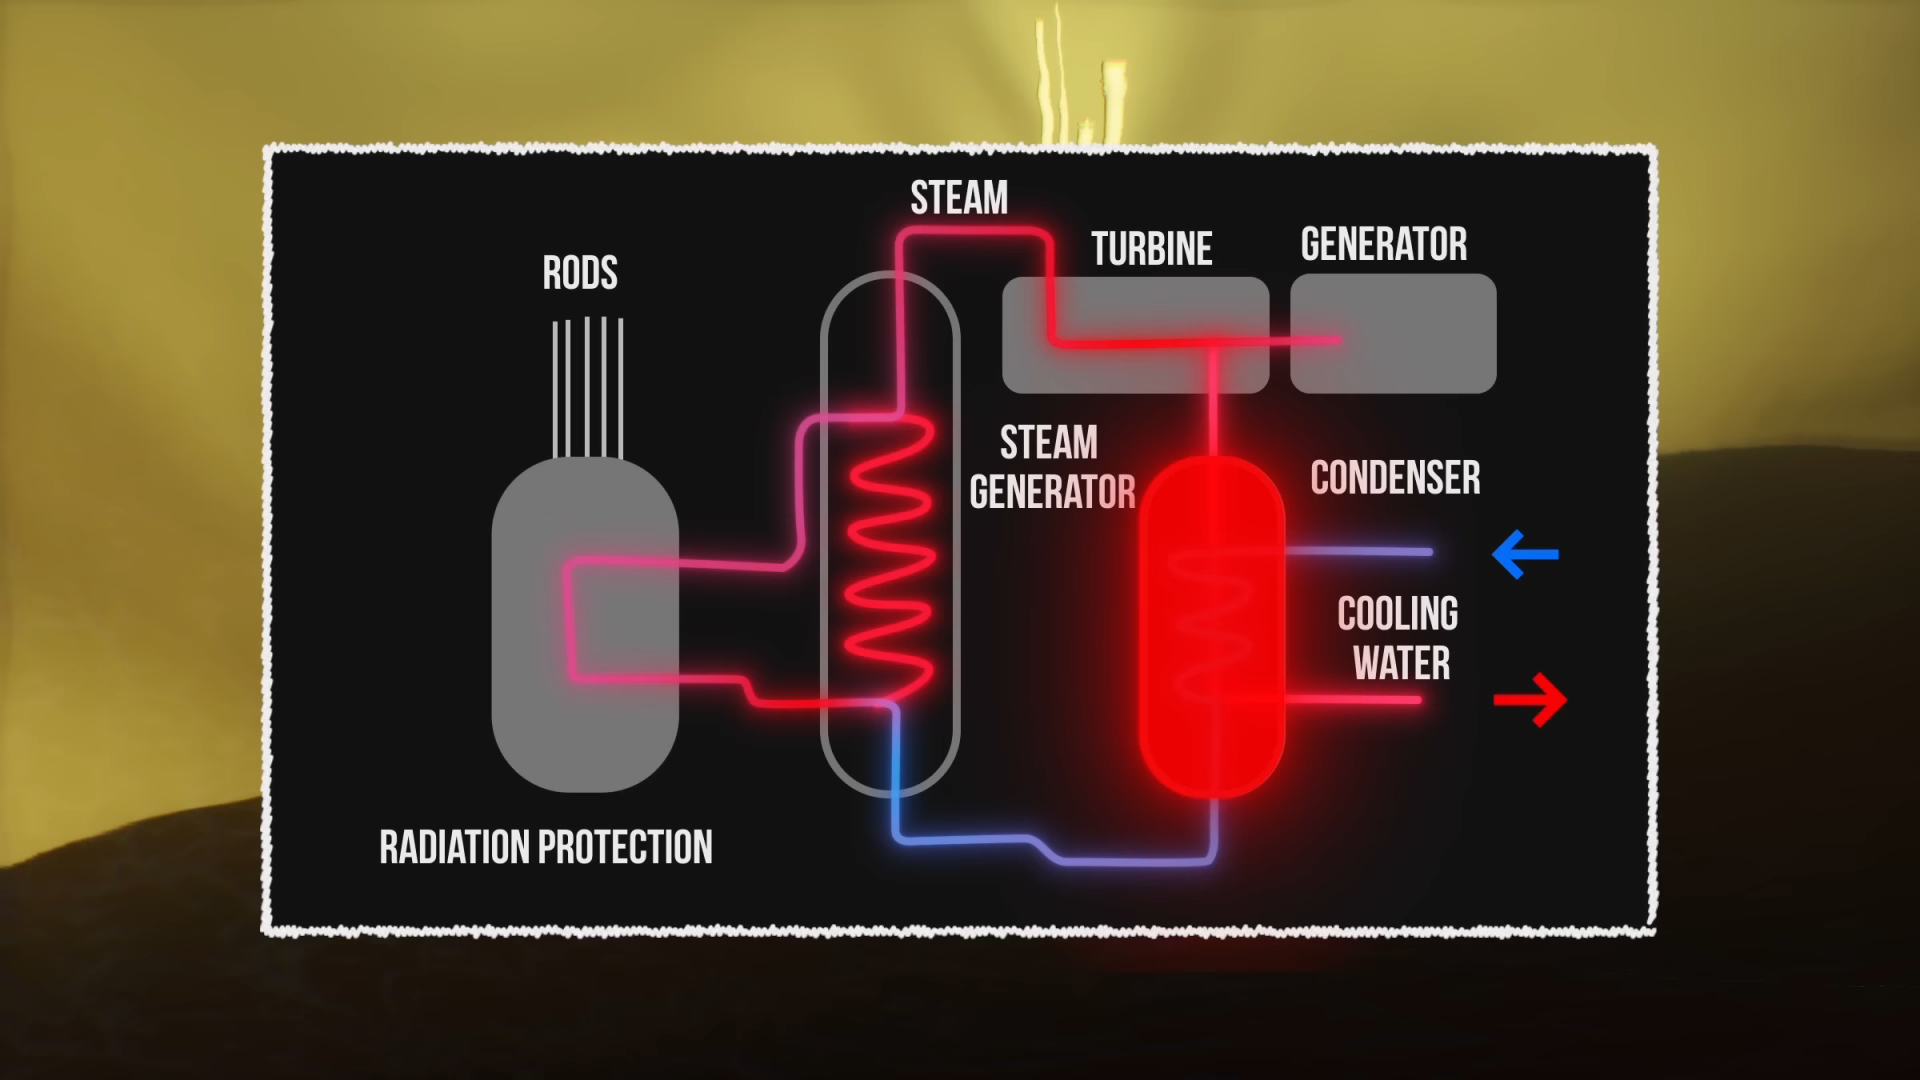 STEAM
TURBINE
GENERATOR
RODS
STEAM
GENERATOR
CONDENSER
COOLING
WATER
RADIATION PROTECTION